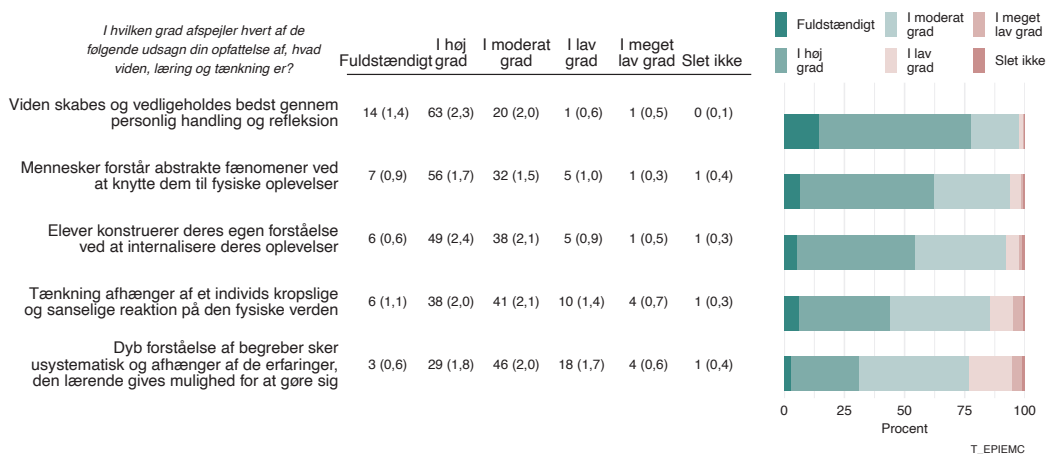 I hvilken grad afspejler hvert af de
følgende udsagn din opfattelse af, hvad
viden, læring og tænkning er?
Fuldstændigt
I høj
grad
I moderat
grad
I lav
grad
I meget
lav grad
Slet ikke
Fuldstændigt
I høj
grad
I moderat
grad
I lav
grad
I meget
lav grad
Slet ikke
Viden skabes og vedligeholdes bedst gennem
personlig handling og refleksion
14 (1,4) 63 (2,3) 20 (2,0) 1 (0,6) 1 (0,5) 0 (0,1)
Mennesker forstår abstrakte fænomener ved
at knytte dem til fysiske oplevelser
7 (0,9) 56 (1,7) 32 (1,5) 5 (1,0) 1 (0,3) 1 (0,4)
Elever konstruerer deres egen forståelse
ved at internalisere deres oplevelser
6 (0,6) 49 (2,4) 38 (2,1) 5 (0,9) 1 (0,5) 1 (0,3)
Tænkning afhænger af et individs kropslige
og sanselige reaktion på den fysiske verden
6 (1,1) 38 (2,0) 41 (2,1) 10 (1,4) 4 (0,7) 1 (0,3)
Dyb forståelse af begreber sker
usystematisk og afhænger af de erfaringer,
den lærende gives mulighed for at gøre sig
3 (0,6) 29 (1,8) 46 (2,0) 18 (1,7) 4 (0,6) 1 (0,4)
0 25 50 75 100
Procent
T_EPIEMC